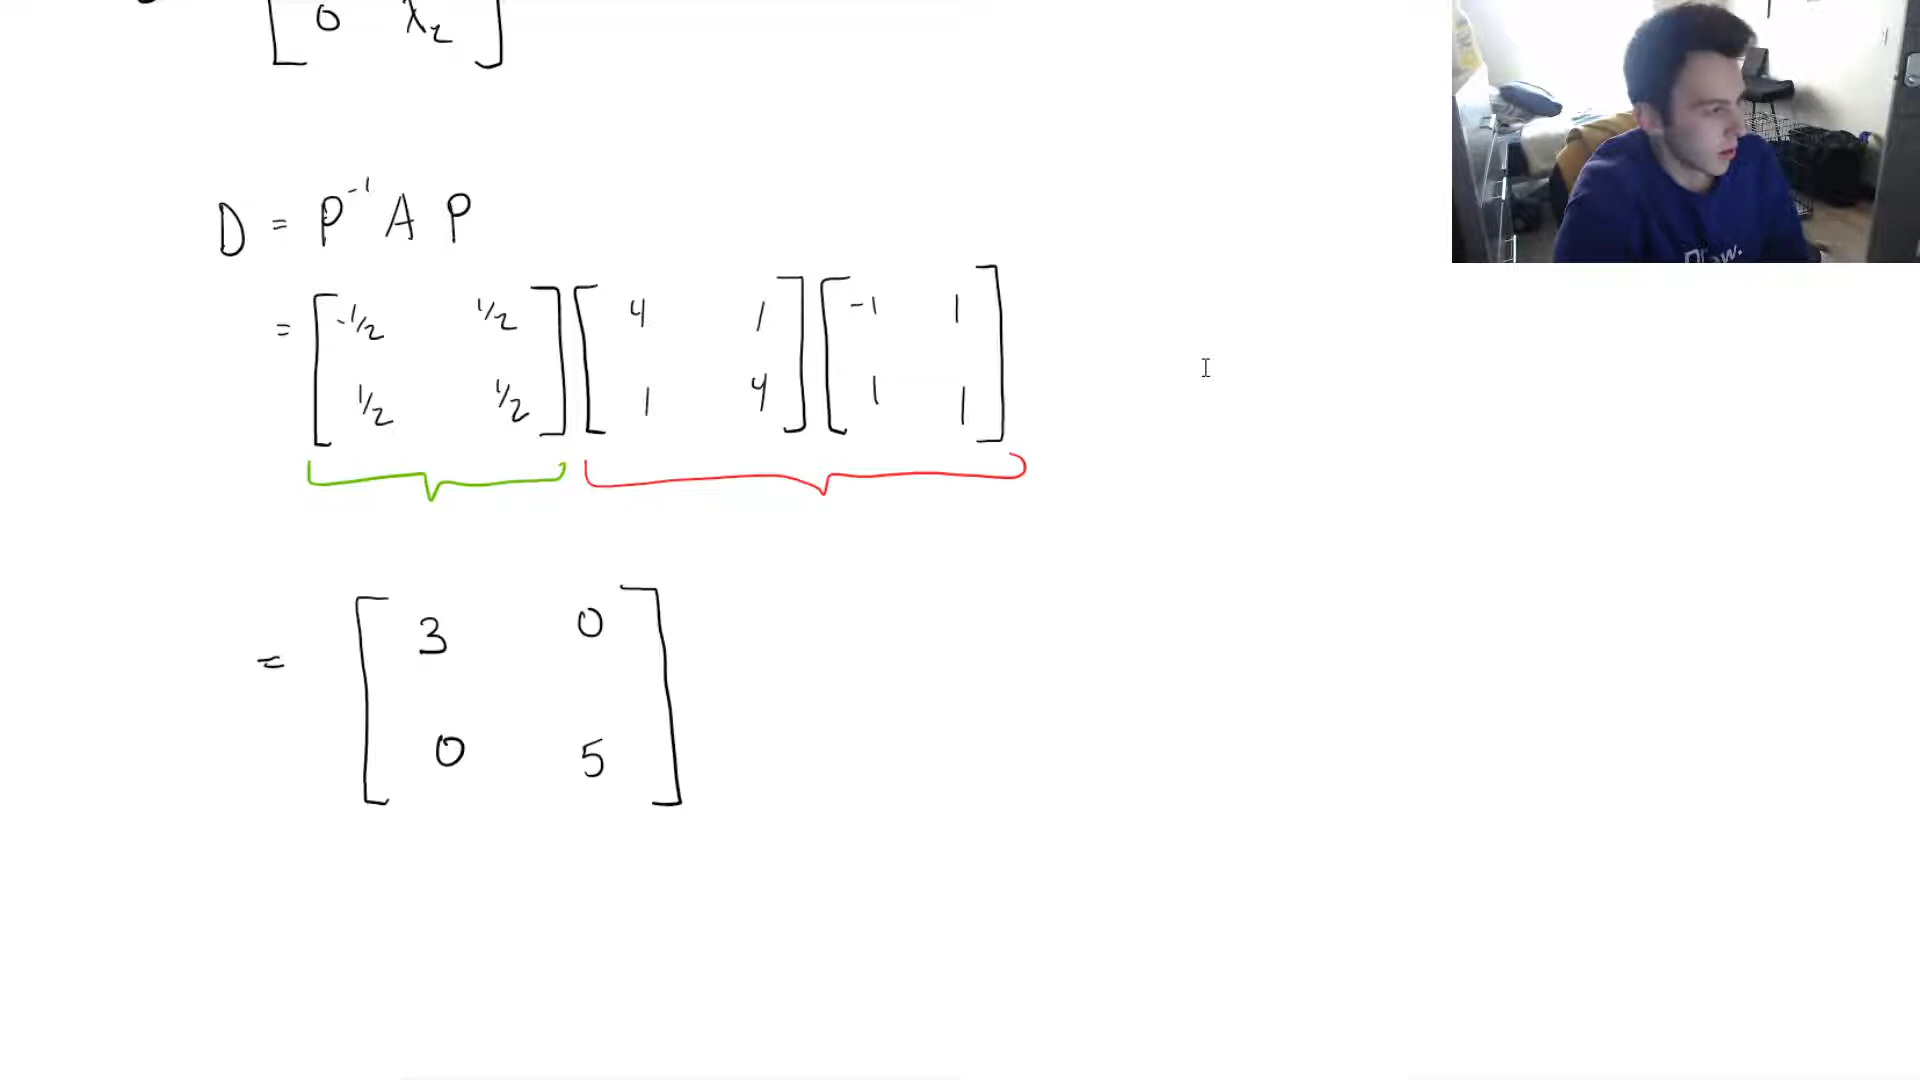 [ 0 λ₂ ]
D = P⁻¹ A P
= [ -1/2 1/2 ] [ 4 1 ] [ -1 1 ]
[ 1/2 1/2 ] [ 1 4 ] [ 1 1 ]
= [ 3 0 ]
[ 0 5 ]